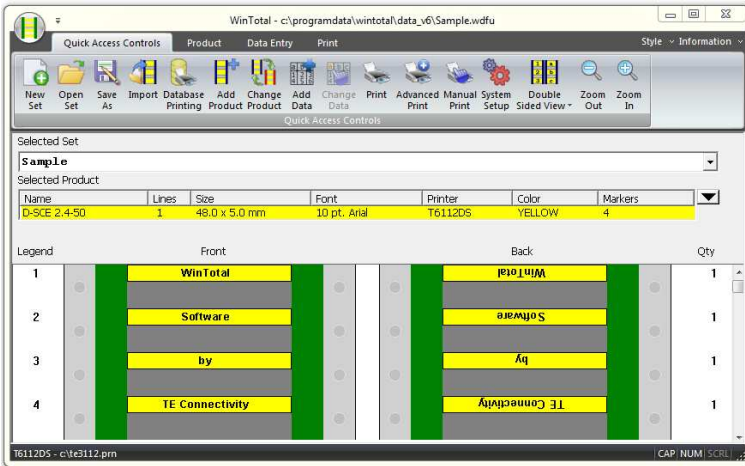 WinTotal - c:\programdata\wintotal\data_v6\Sample.wdfu
Quick Access Controls Product Data Entry Print Style Information
New Set Open Set Save As Import Database Printing Add Product Change Product Add Data Change Data Print Advanced Print Manual Print System Setup Double Sided View Zoom Out Zoom In
Quick Access Controls
Selected Set
Sample
Selected Product
Name Lines Size Font Printer Color Markers
D-SCE 2.4-50 1 48.0 x 5.0 mm 10 pt. Arial T6112DS YELLOW 4
Legend Front Back Qty
1 WinTotal WinTotal 1
2 Software Software 1
3 by by 1
4 TE Connectivity TE Connectivity 1
T6112DS - c:\te3112.prn CAP NUM SCRL